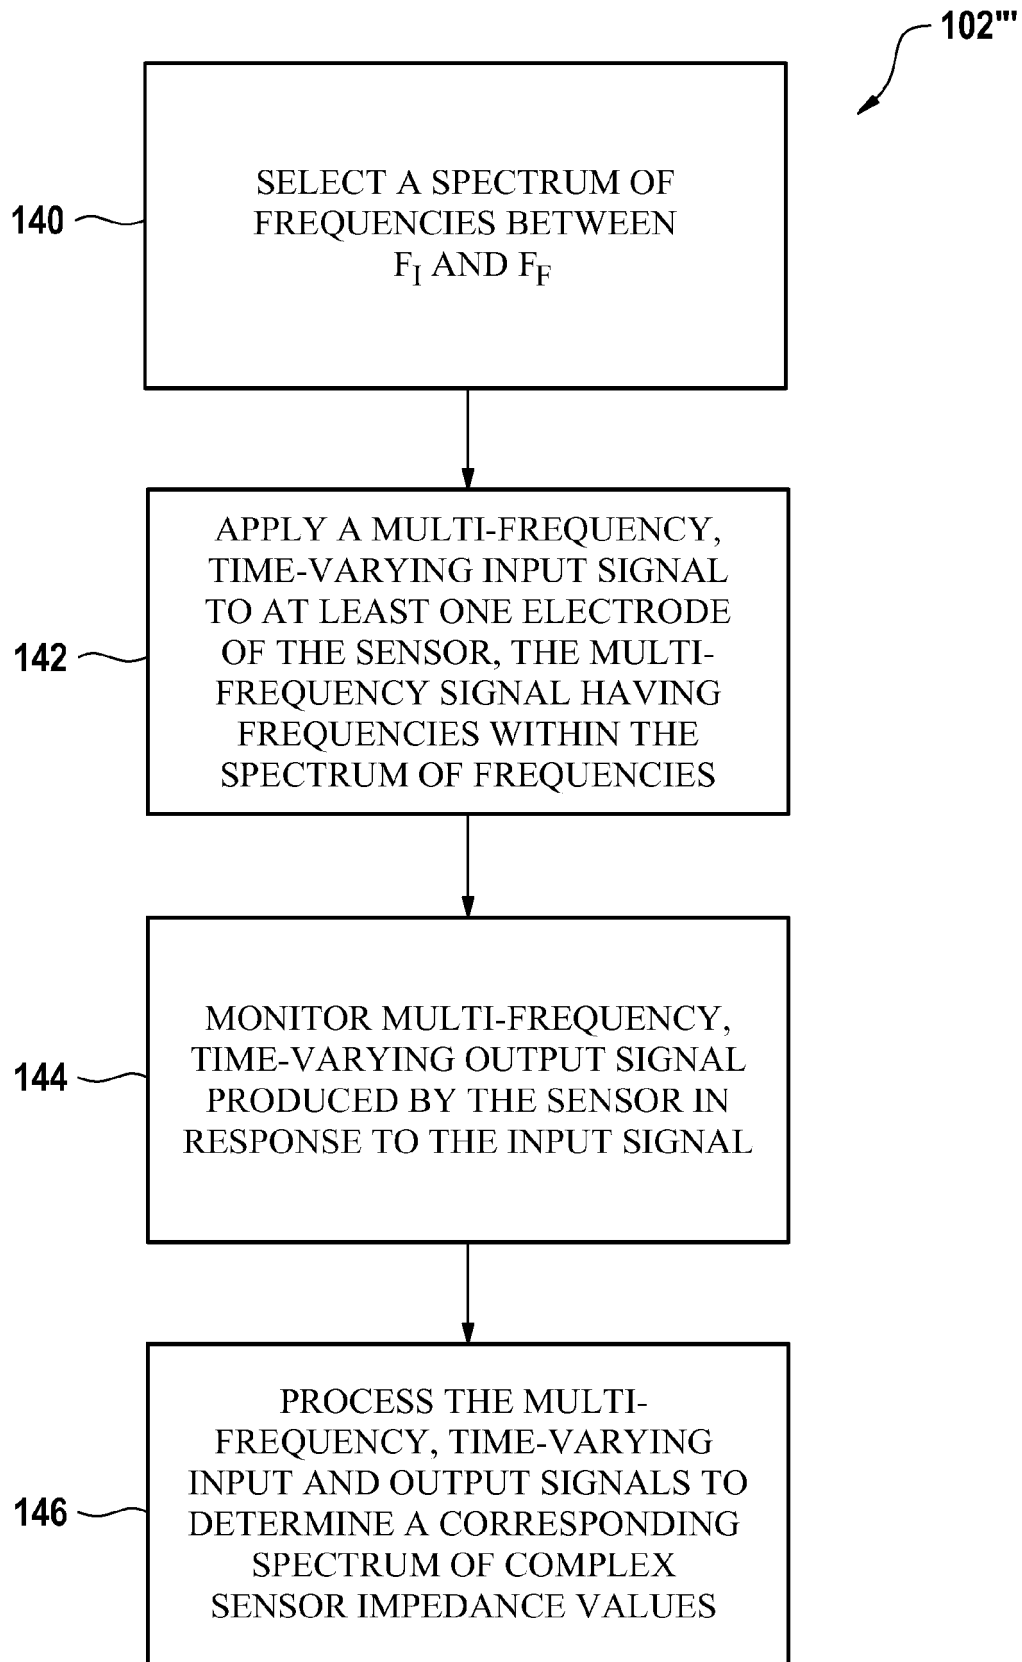 102'''
140
SELECT A SPECTRUM OF
FREQUENCIES BETWEEN
FI AND FF
142
APPLY A MULTI-FREQUENCY,
TIME-VARYING INPUT SIGNAL
TO AT LEAST ONE ELECTRODE
OF THE SENSOR, THE MULTI-
FREQUENCY SIGNAL HAVING
FREQUENCIES WITHIN THE
SPECTRUM OF FREQUENCIES
144
MONITOR MULTI-FREQUENCY,
TIME-VARYING OUTPUT SIGNAL
PRODUCED BY THE SENSOR IN
RESPONSE TO THE INPUT SIGNAL
146
PROCESS THE MULTI-
FREQUENCY, TIME-VARYING
INPUT AND OUTPUT SIGNALS TO
DETERMINE A CORRESPONDING
SPECTRUM OF COMPLEX
SENSOR IMPEDANCE VALUES